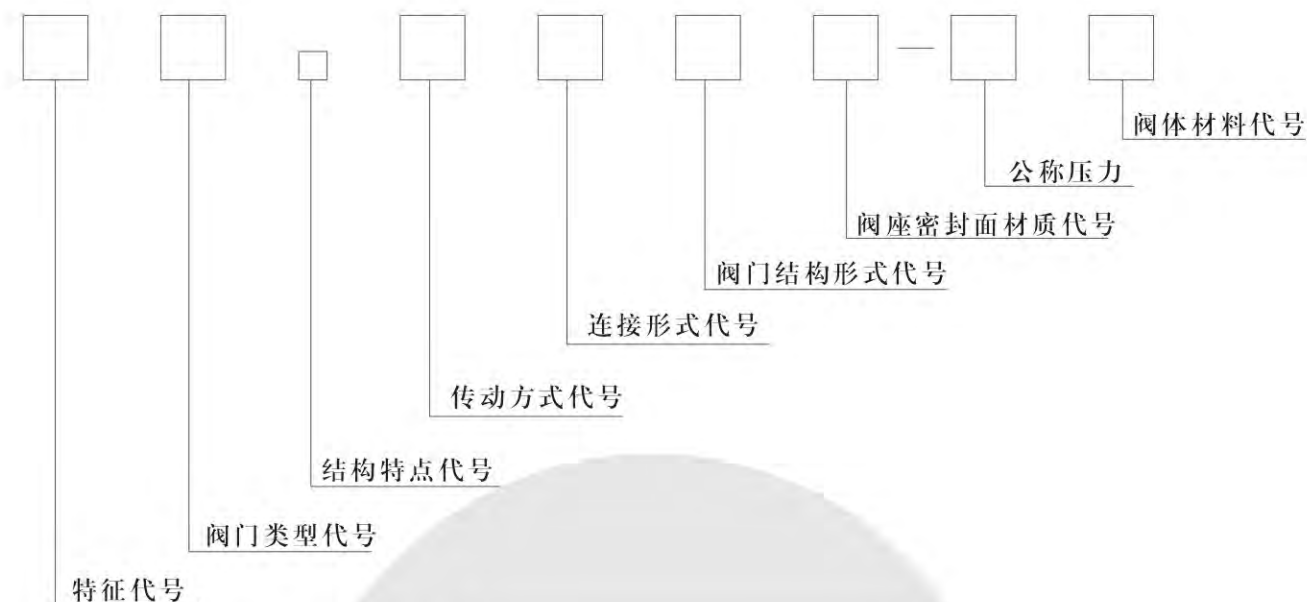 阀体材料代号
公称压力
阀座密封面材质代号
阀门结构形式代号
连接形式代号
传动方式代号
结构特点代号
阀门类型代号
特征代号